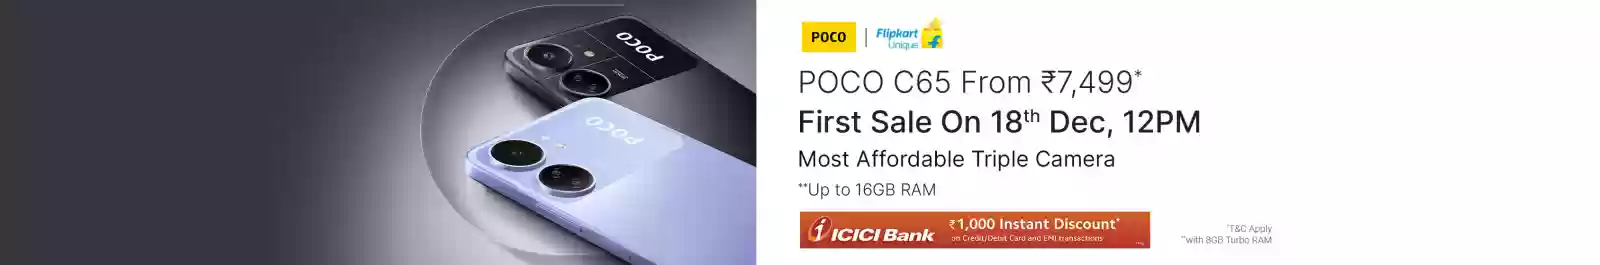 POCO
POCO
POCO | Flipkart Unique
POCO C65 From ₹7,499*
First Sale On 18th Dec, 12PM
Most Affordable Triple Camera
**Up to 16GB RAM
ICICI Bank
₹1,000 Instant Discount*
on Credit/Debit Card and EMI transactions
*T&C Apply
**with 8GB Turbo RAM